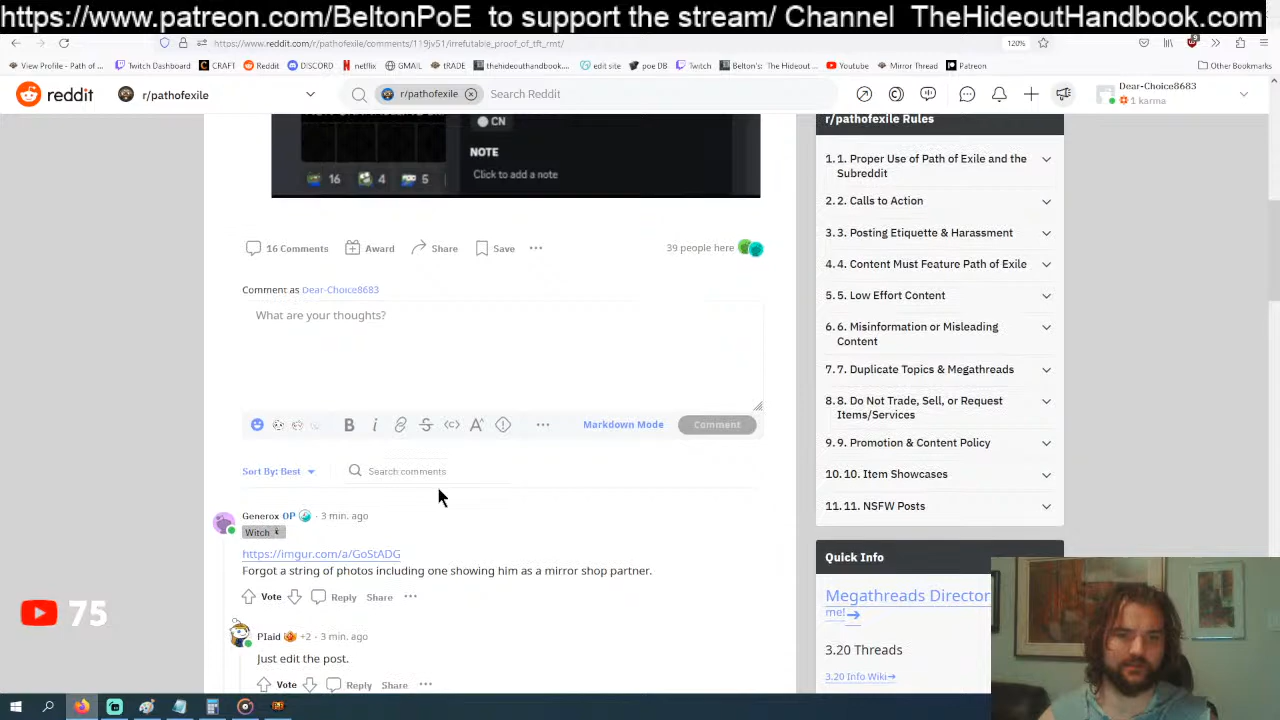 https://www.patreon.com/BeltonPoE to support the stream/ Channel TheHideoutHandbook.com
https://www.reddit.com/r/pathofexile/comments/119jv51/irrefutable_proof_of_tft_rmt/
120%
View Profile - Path of ...
Twitch Dashboard
CRAFT
Reddit
DISCORD
netflix
GMAIL
tRADE
thehideouthandbook....
edit site
poe DB
Twitch
Belton's: The Hideout ...
Youtube
Mirror Thread
Patreon
Other Bookmarks
reddit
r/pathofexile
r/pathofexile
Search Reddit
Dear-Choice8683
1 karma
CN
NOTE
Click to add a note
16
4
5
16 Comments
Award
Share
Save
39 people here
Comment as Dear-Choice8683
What are your thoughts?
Markdown Mode
Comment
Sort By: Best
Search comments
Generox OP · 3 min. ago
Witch
https://imgur.com/a/GoStADG
Forgot a string of photos including one showing him as a mirror shop partner.
Vote
Reply
Share
Plaid +2 · 3 min. ago
Just edit the post.
Vote
Reply
Share
r/pathofexile Rules
1. 1. Proper Use of Path of Exile and the
Subreddit
2. 2. Calls to Action
3. 3. Posting Etiquette & Harassment
4. 4. Content Must Feature Path of Exile
5. 5. Low Effort Content
6. 6. Misinformation or Misleading
Content
7. 7. Duplicate Topics & Megathreads
8. 8. Do Not Trade, Sell, or Request
Items/Services
9. 9. Promotion & Content Policy
10. 10. Item Showcases
11. 11. NSFW Posts
Quick Info
Megathreads Director
me!→
3.20 Threads
3.20 Info Wiki→
75